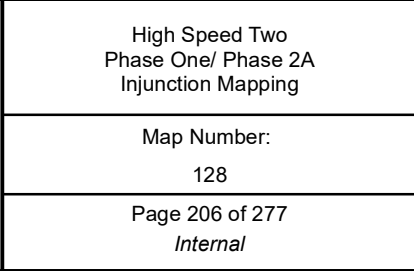 High Speed Two
Phase One/ Phase 2A
Injunction Mapping
Map Number:
128
Page 206 of 277
Internal